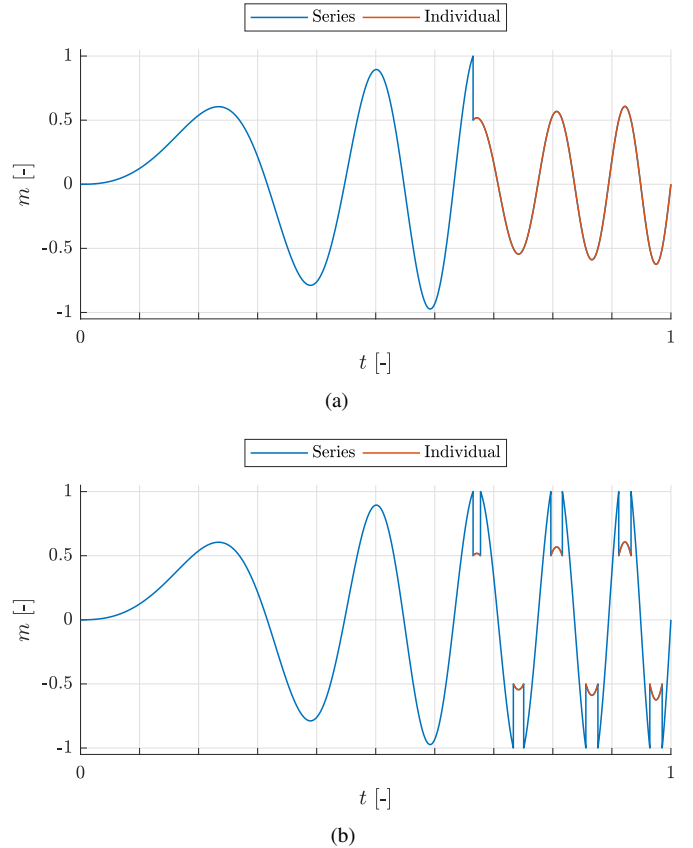 Series Individual
1
0.5
0
-0.5
-1
m [-]
0 1
t [-]
(a)
Series Individual
1
0.5
0
-0.5
-1
m [-]
0 1
t [-]
(b)